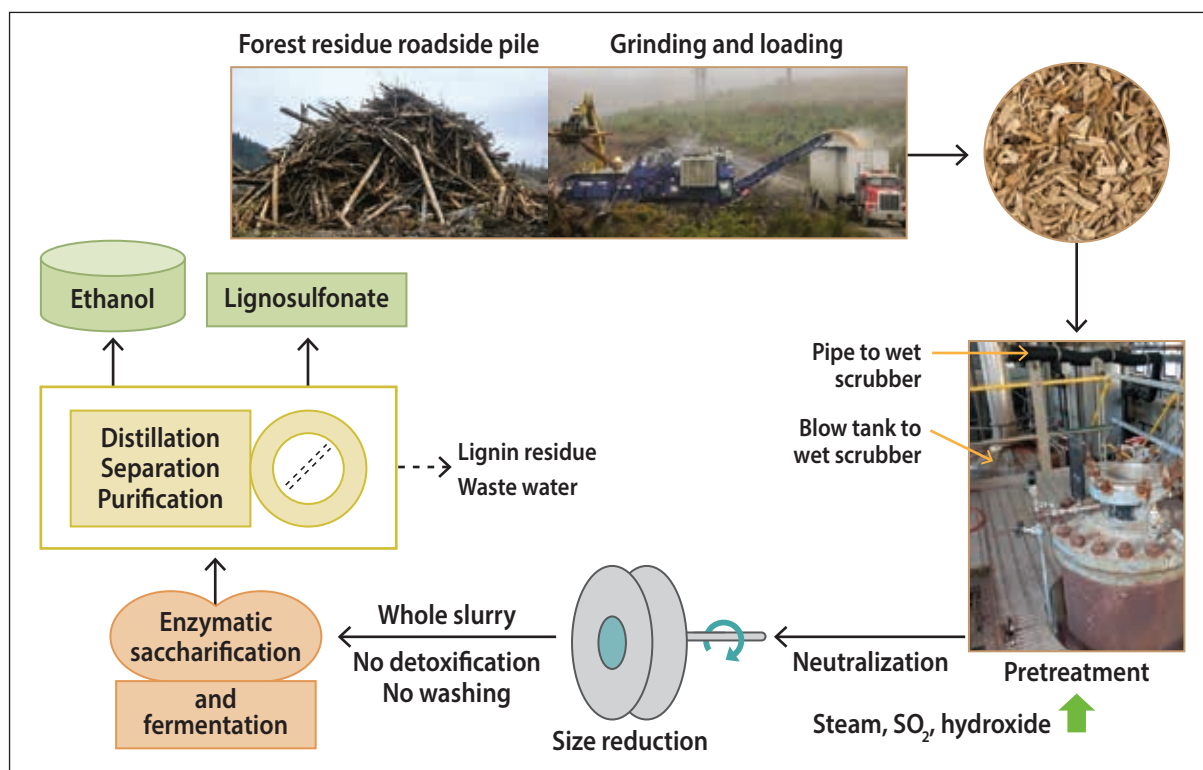 Forest residue roadside pile
Grinding and loading
Ethanol
Lignosulfonate
Pipe to wet
scrubber
Blow tank to
wet scrubber
Distillation
Separation
Purification
Lignin residue
Waste water
Enzymatic
saccharification
and
fermentation
Whole slurry
No detoxification
No washing
Size reduction
Neutralization
Pretreatment
Steam, SO₂, hydroxide